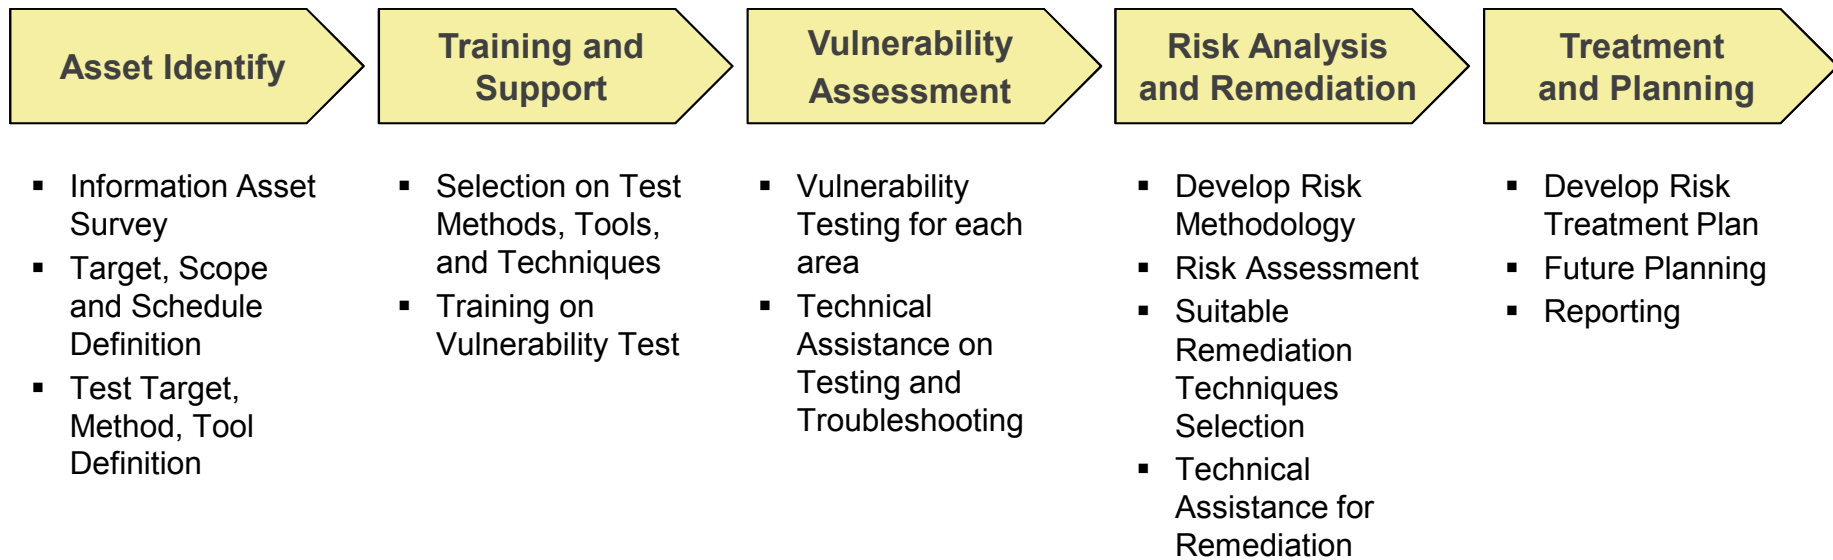 Asset Identify
Training and
Support
Vulnerability
Assessment
Risk Analysis
and Remediation
Treatment
and Planning
▪ Information Asset
Survey
▪ Target, Scope
and Schedule
Definition
▪ Test Target,
Method, Tool
Definition
▪ Selection on Test
Methods, Tools,
and Techniques
▪ Training on
Vulnerability Test
▪ Vulnerability
Testing for each
area
▪ Technical
Assistance on
Testing and
Troubleshooting
▪ Develop Risk
Methodology
▪ Risk Assessment
▪ Suitable
Remediation
Techniques
Selection
▪ Technical
Assistance for
Remediation
▪ Develop Risk
Treatment Plan
▪ Future Planning
▪ Reporting